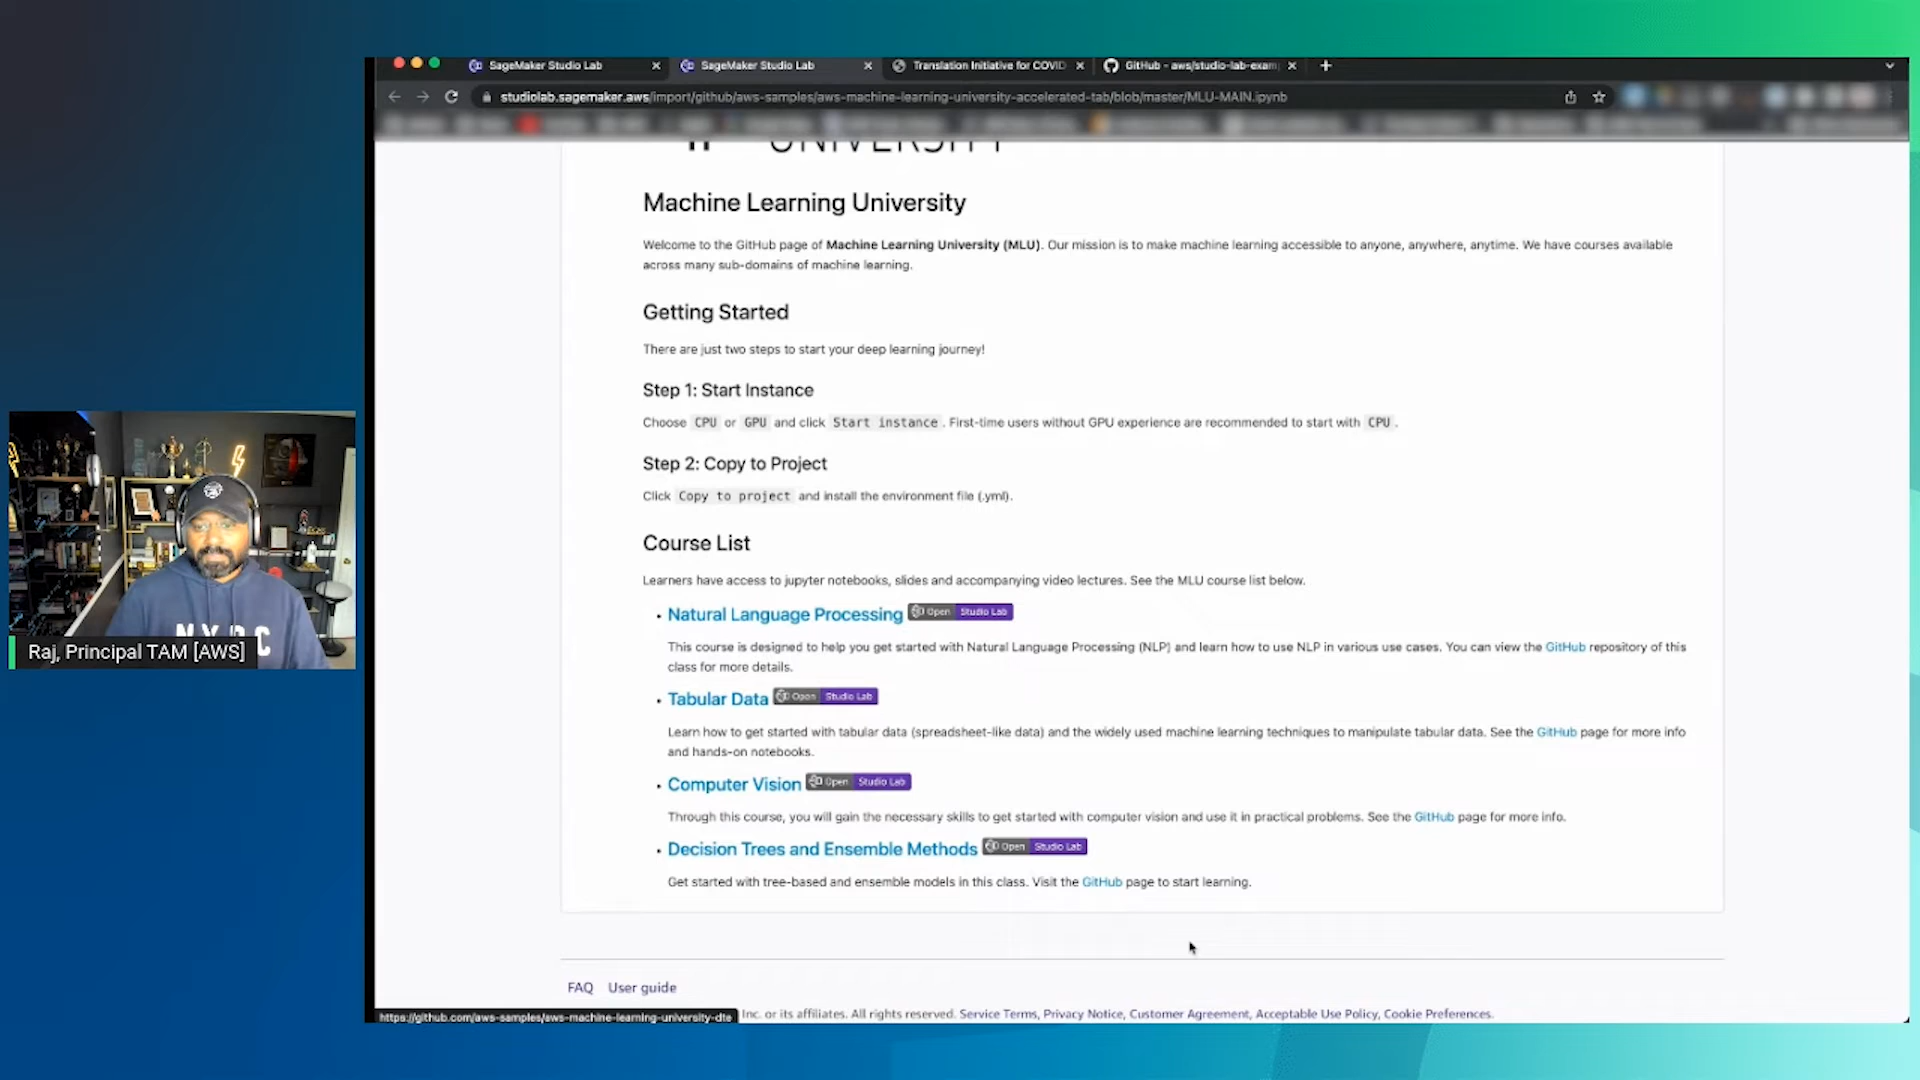 SageMaker Studio Lab
SageMaker Studio Lab
Translation Initiative for COVID
GitHub - aws/studio-lab-exam
studiolab.sagemaker.aws/import/github/aws-samples/aws-machine-learning-university-accelerated-tab/blob/master/MLU-MAIN.ipynb
UNIVERSITY
Machine Learning University
Welcome to the GitHub page of Machine Learning University (MLU). Our mission is to make machine learning accessible to anyone, anywhere, anytime. We have courses available
across many sub-domains of machine learning.
Getting Started
There are just two steps to start your deep learning journey!
Step 1: Start Instance
Choose CPU or GPU and click Start instance. First-time users without GPU experience are recommended to start with CPU.
Step 2: Copy to Project
Click Copy to project and install the environment file (.yml).
Course List
Learners have access to jupyter notebooks, slides and accompanying video lectures. See the MLU course list below.
• Natural Language Processing Open Studio Lab
This course is designed to help you get started with Natural Language Processing (NLP) and learn how to use NLP in various use cases. You can view the GitHub repository of this
class for more details.
• Tabular Data Open Studio Lab
Learn how to get started with tabular data (spreadsheet-like data) and the widely used machine learning techniques to manipulate tabular data. See the GitHub page for more info
and hands-on notebooks.
• Computer Vision Open Studio Lab
Through this course, you will gain the necessary skills to get started with computer vision and use it in practical problems. See the GitHub page for more info.
• Decision Trees and Ensemble Methods Open Studio Lab
Get started with tree-based and ensemble models in this class. Visit the GitHub page to start learning.
FAQ User guide
https://github.com/aws-samples/aws-machine-learning-university-dte
Inc. or its affiliates. All rights reserved. Service Terms, Privacy Notice, Customer Agreement, Acceptable Use Policy, Cookie Preferences.
Raj, Principal TAM [AWS]